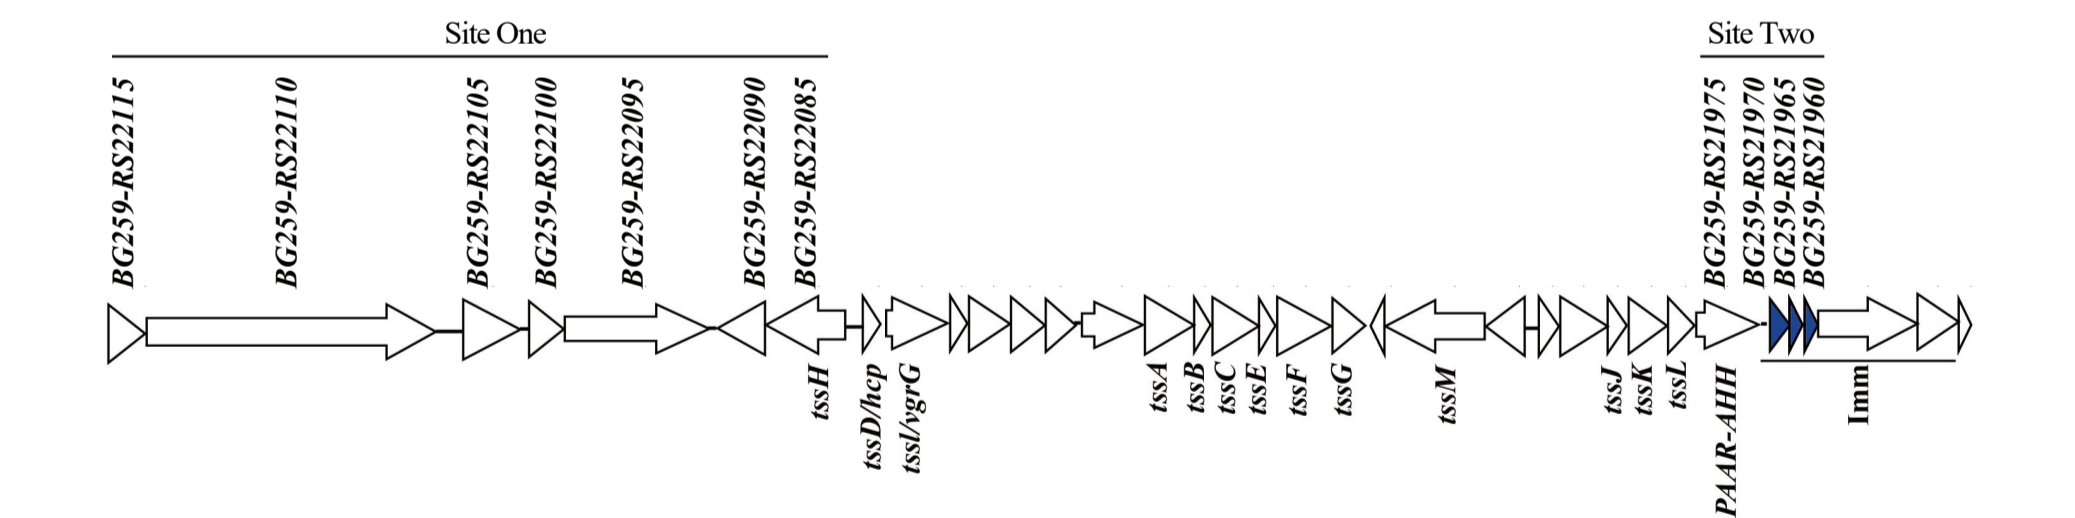 Site One
Site Two
BG259-RS22115
BG259-RS22110
BG259-RS22105
BG259-RS22100
BG259-RS22095
BG259-RS22090
BG259-RS22085
BG259-RS21975
BG259-RS21970
BG259-RS21965
BG259-RS21960
tssH
tssD/hcp
tssl/vgrG
tssA
tssB
tssC
tssE
tssF
tssG
tssM
tssJ
tssK
tssL
PAAR-AHH
Imm